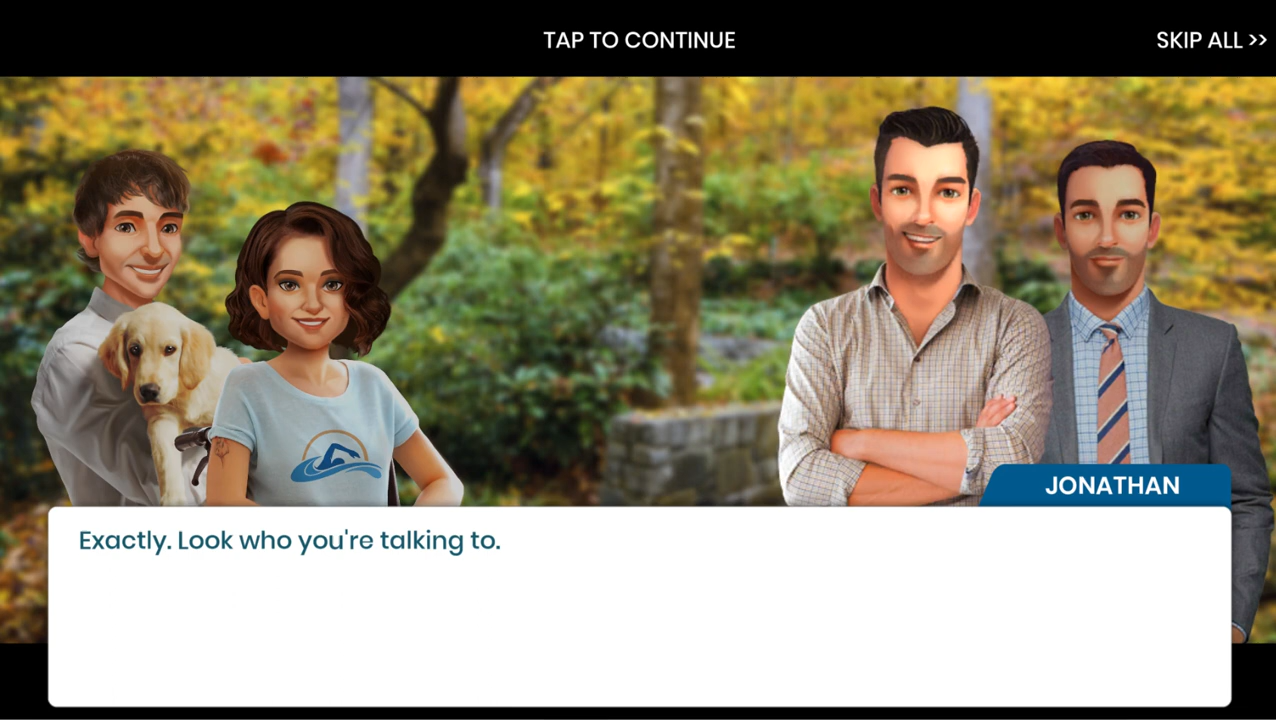 TAP TO CONTINUE
SKIP ALL >>
JONATHAN
Exactly. Look who you're talking to.